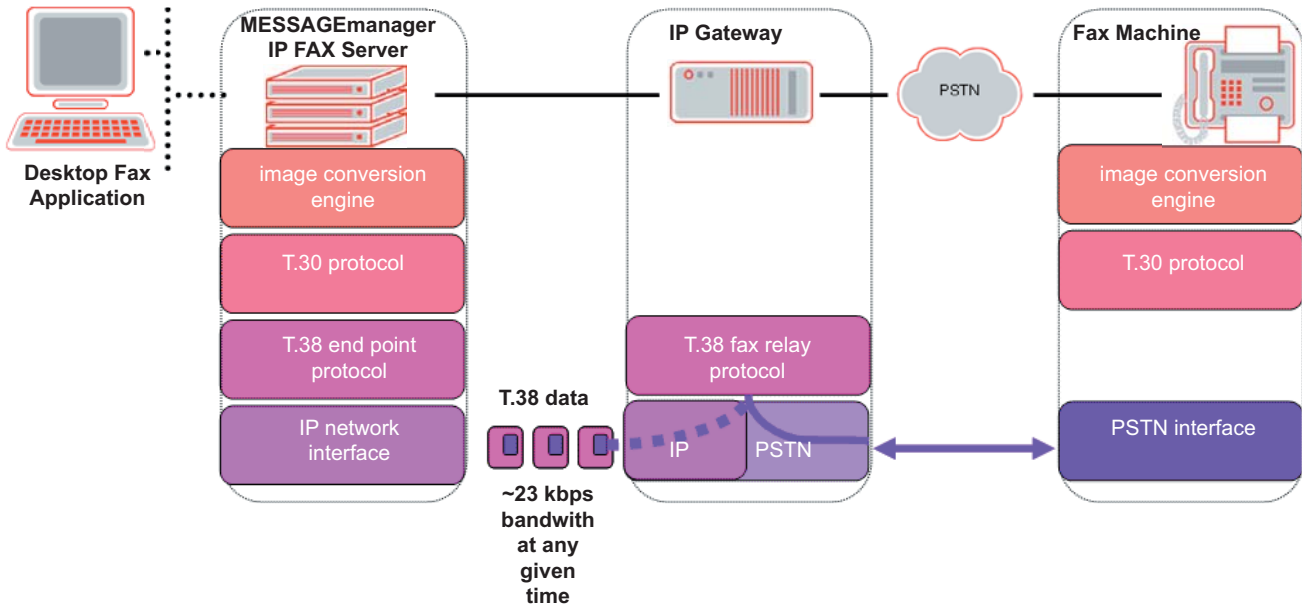 MESSAGEmanager
IP FAX Server
IP Gateway
Fax Machine
PSTN
Desktop Fax
Application
image conversion
engine
T.30 protocol
T.38 end point
protocol
IP network
interface
T.38 data
~23 kbps
bandwith
at any
given
time
T.38 fax relay
protocol
IP
PSTN
image conversion
engine
T.30 protocol
PSTN interface